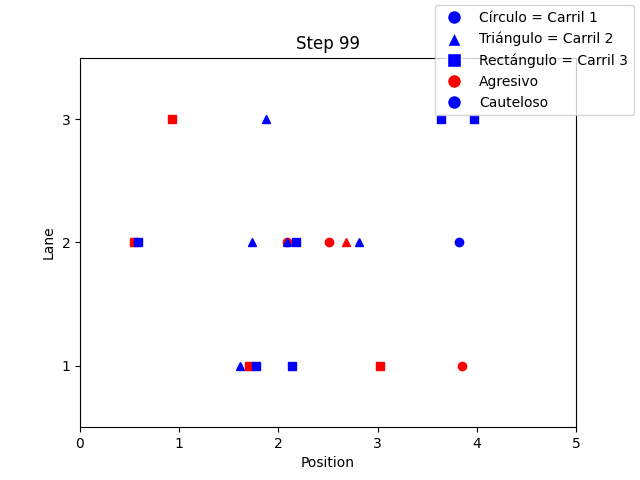 Step 99
Círculo = Carril 1
Triángulo = Carril 2
Rectángulo = Carril 3
Agresivo
Cauteloso
Lane
3
2
1
0 1 2 3 4 5
Position